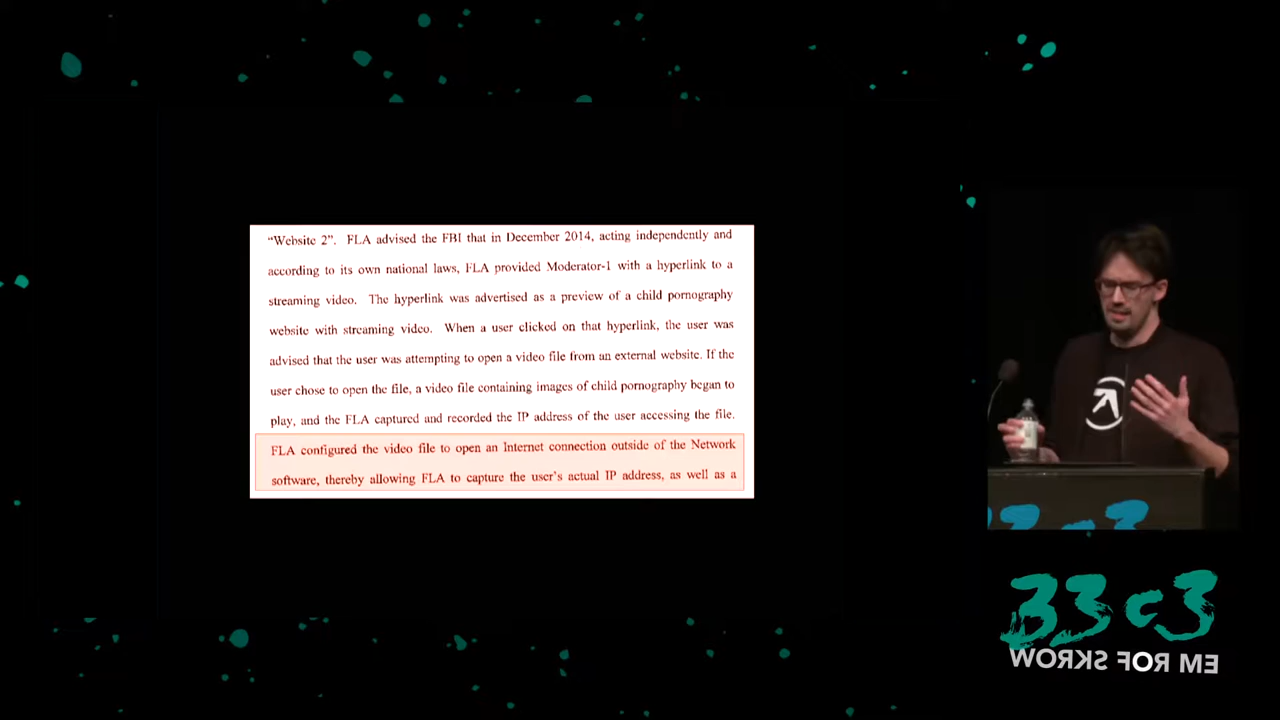 “Website 2”. FLA advised the FBI that in December 2014, acting independently and
according to its own national laws, FLA provided Moderator-1 with a hyperlink to a
streaming video. The hyperlink was advertised as a preview of a child pornography
website with streaming video. When a user clicked on that hyperlink, the user was
advised that the user was attempting to open a video file from an external website. If the
user chose to open the file, a video file containing images of child pornography began to
play, and the FLA captured and recorded the IP address of the user accessing the file.
FLA configured the video file to open an Internet connection outside of the Network
software, thereby allowing FLA to capture the user’s actual IP address, as well as a
33c3
WORKS FOR ME